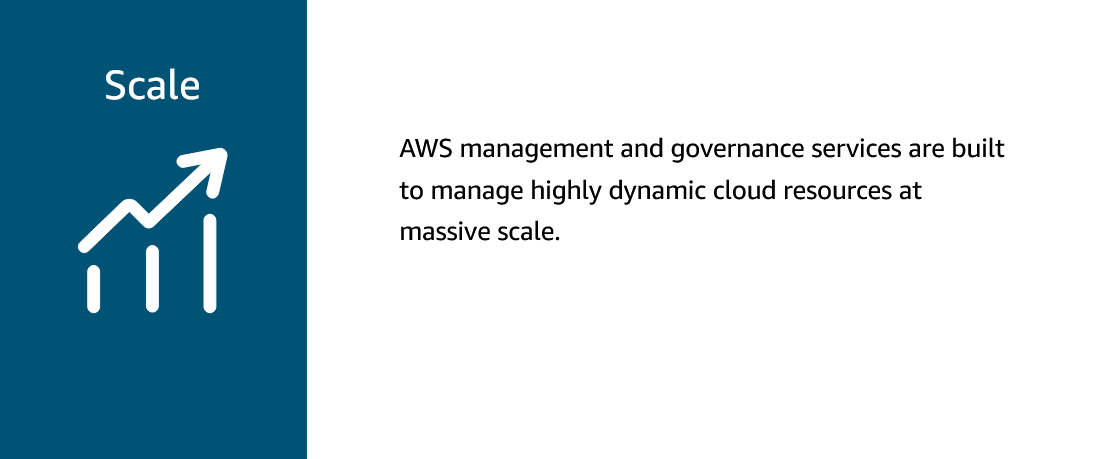 Scale
AWS management and governance services are built
to manage highly dynamic cloud resources at
massive scale.